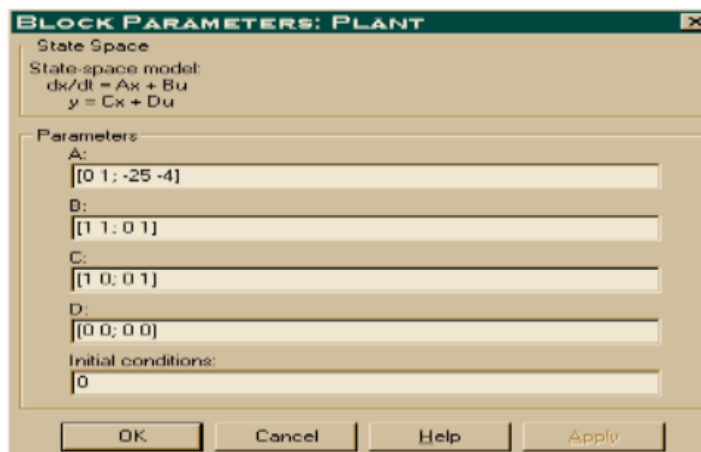 BLOCK PARAMETERS: PLANT
State Space
State-space model:
dx/dt = Ax + Bu
y = Cx + Du
Parameters
A:
[0 1; -25 -4]
B:
[1 1; 0 1]
C:
[1 0; 0 1]
D:
[0 0; 0 0]
Initial conditions:
0
OK Cancel Help Apply